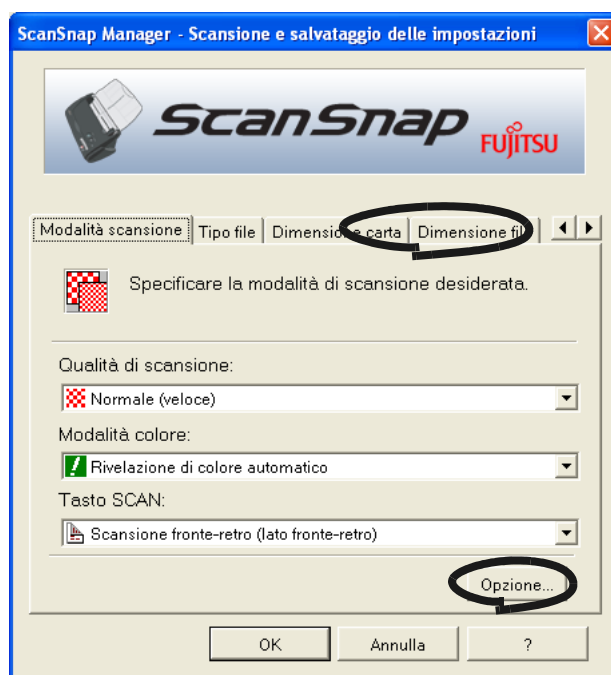 ScanSnap Manager - Scansione e salvataggio delle impostazioni
ScanSnap
FUJITSU
Modalità scansione Tipo file Dimensione carta Dimensione fil
Specificare la modalità di scansione desiderata.
Qualità di scansione:
Normale (veloce)
Modalità colore:
Rivelazione di colore automatico
Tasto SCAN:
Scansione fronte-retro (lato fronte-retro)
Opzione...
OK Annulla ?